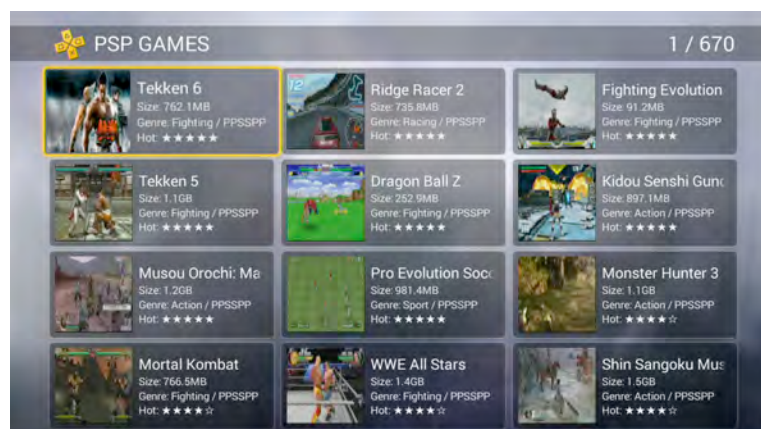 PSP GAMES
1 / 670
Tekken 6
Size: 762.1MB
Genre: Fighting / PPSSPP
Hot: ★★★★★
Ridge Racer 2
Size: 735.8MB
Genre: Racing / PPSSPP
Hot: ★★★★★
Fighting Evolution
Size: 91.2MB
Genre: Fighting / PPSSPP
Hot: ★★★★★
Tekken 5
Size: 1.1GB
Genre: Fighting / PPSSPP
Hot: ★★★★★
Dragon Ball Z
Size: 252.9MB
Genre: Fighting / PPSSPP
Hot: ★★★★★
Kidou Senshi Gun
Size: 897.1MB
Genre: Action / PPSSPP
Hot: ★★★★★
Musou Orochi: Ma
Size: 1.2GB
Genre: Action / PPSSPP
Hot: ★★★★★
Pro Evolution Soc
Size: 981.4MB
Genre: Sport / PPSSPP
Hot: ★★★★★
Monster Hunter 3
Size: 1.1GB
Genre: Action / PPSSPP
Hot: ★★★★☆
Mortal Kombat
Size: 766.5MB
Genre: Fighting / PPSSPP
Hot: ★★★★☆
WWE All Stars
Size: 1.4GB
Genre: Fighting / PPSSPP
Hot: ★★★★☆
Shin Sangoku Mus
Size: 1.5GB
Genre: Action / PPSSPP
Hot: ★★★★☆